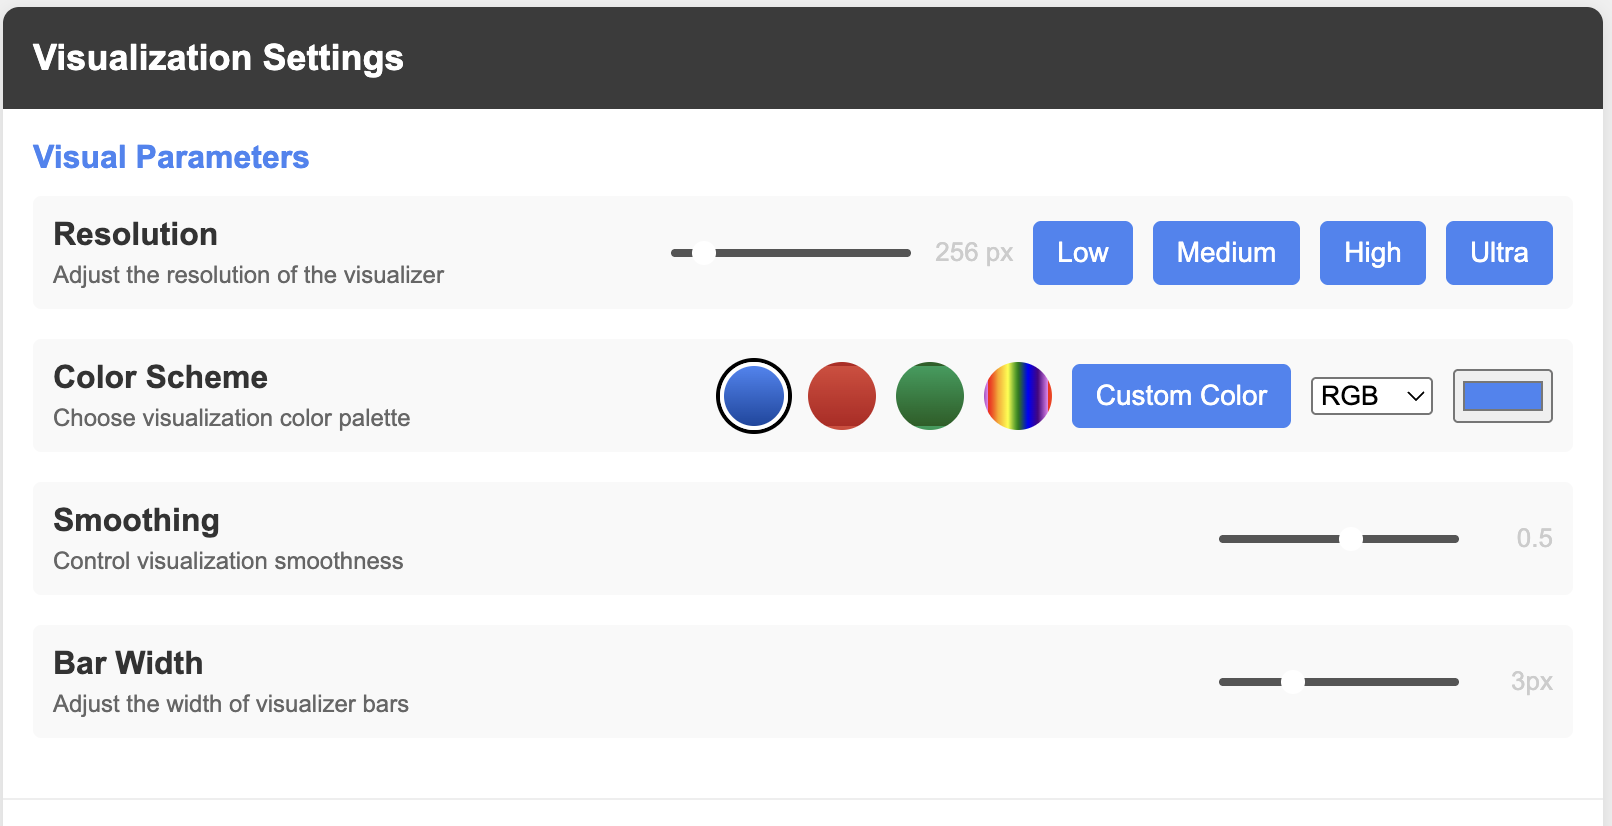 Visualization Settings
Visual Parameters
Resolution
Adjust the resolution of the visualizer
256 px
Low
Medium
High
Ultra
Color Scheme
Choose visualization color palette
Custom Color
RGB
Smoothing
Control visualization smoothness
0.5
Bar Width
Adjust the width of visualizer bars
3px